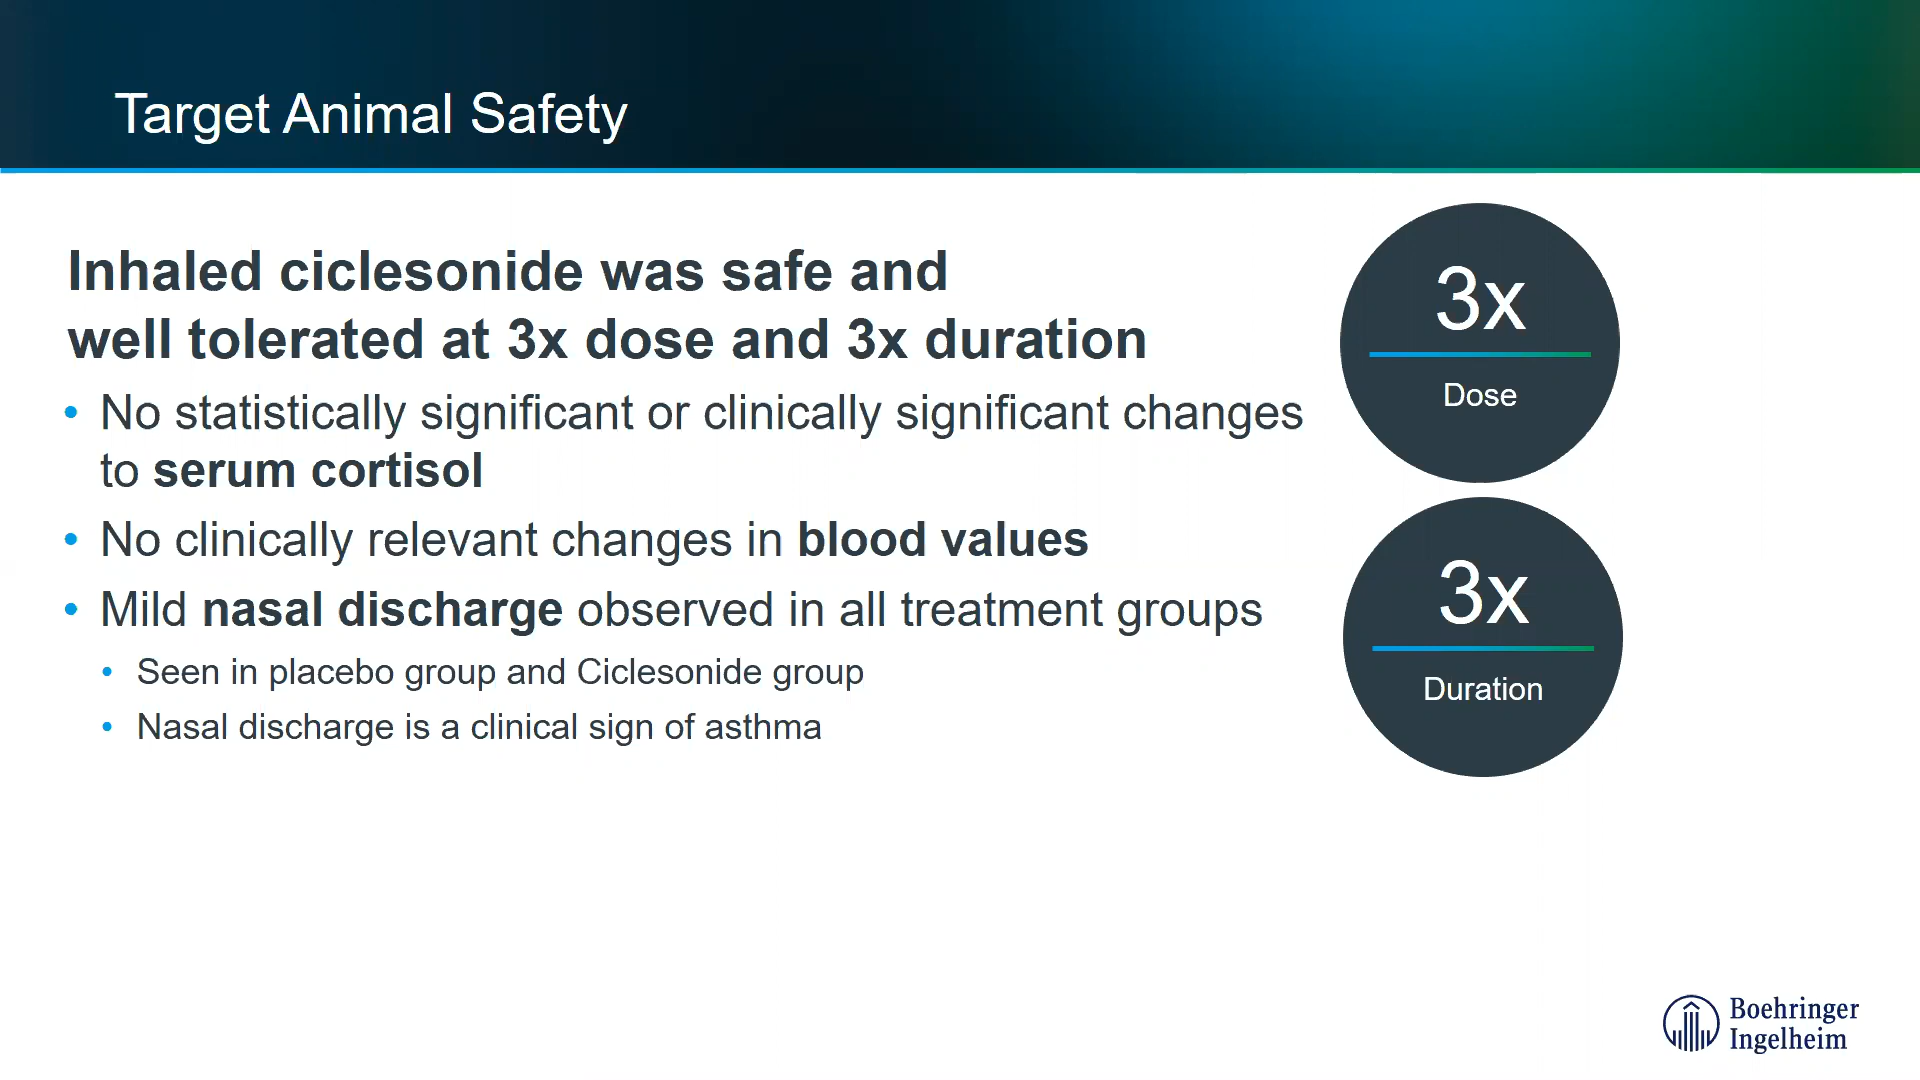 Target Animal Safety
Inhaled ciclesonide was safe and
well tolerated at 3x dose and 3x duration
• No statistically significant or clinically significant changes
to serum cortisol
• No clinically relevant changes in blood values
• Mild nasal discharge observed in all treatment groups
• Seen in placebo group and Ciclesonide group
• Nasal discharge is a clinical sign of asthma
3x
Dose
3x
Duration
Boehringer
Ingelheim